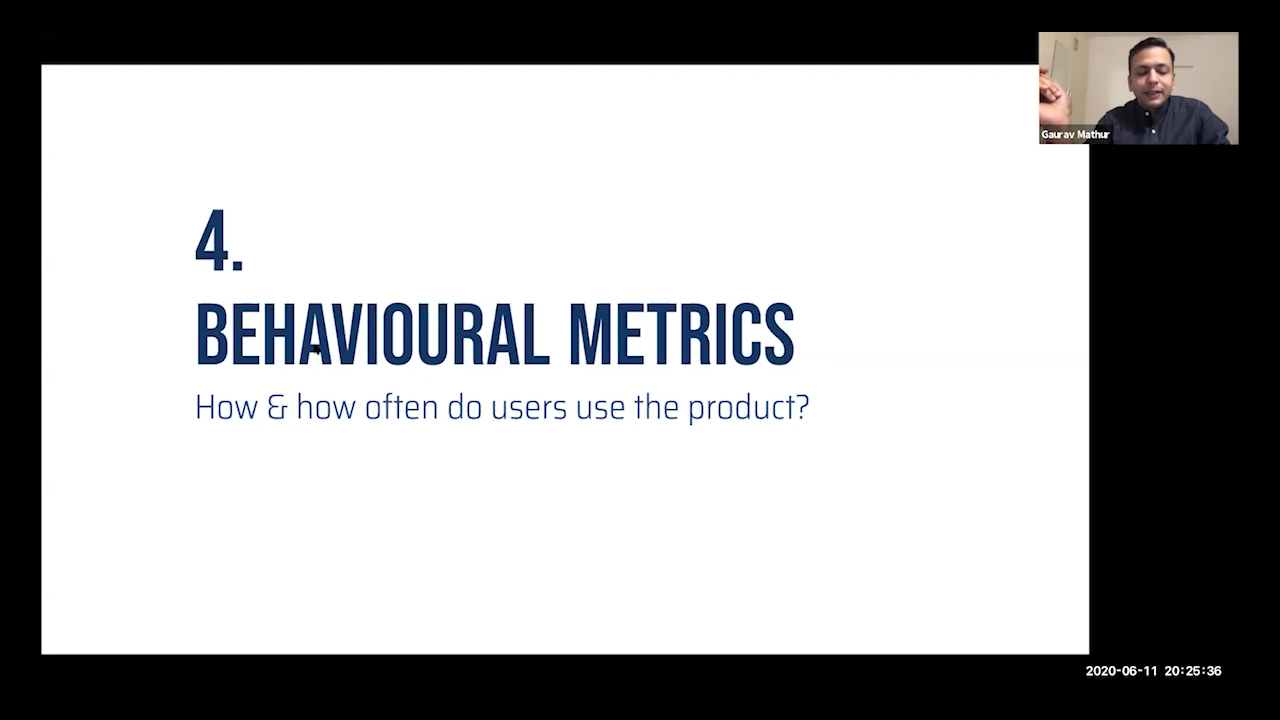 Gaurav Mathur
4.
BEHAVIOURAL METRICS
How & how often do users use the product?
2020-06-11 20:25:36